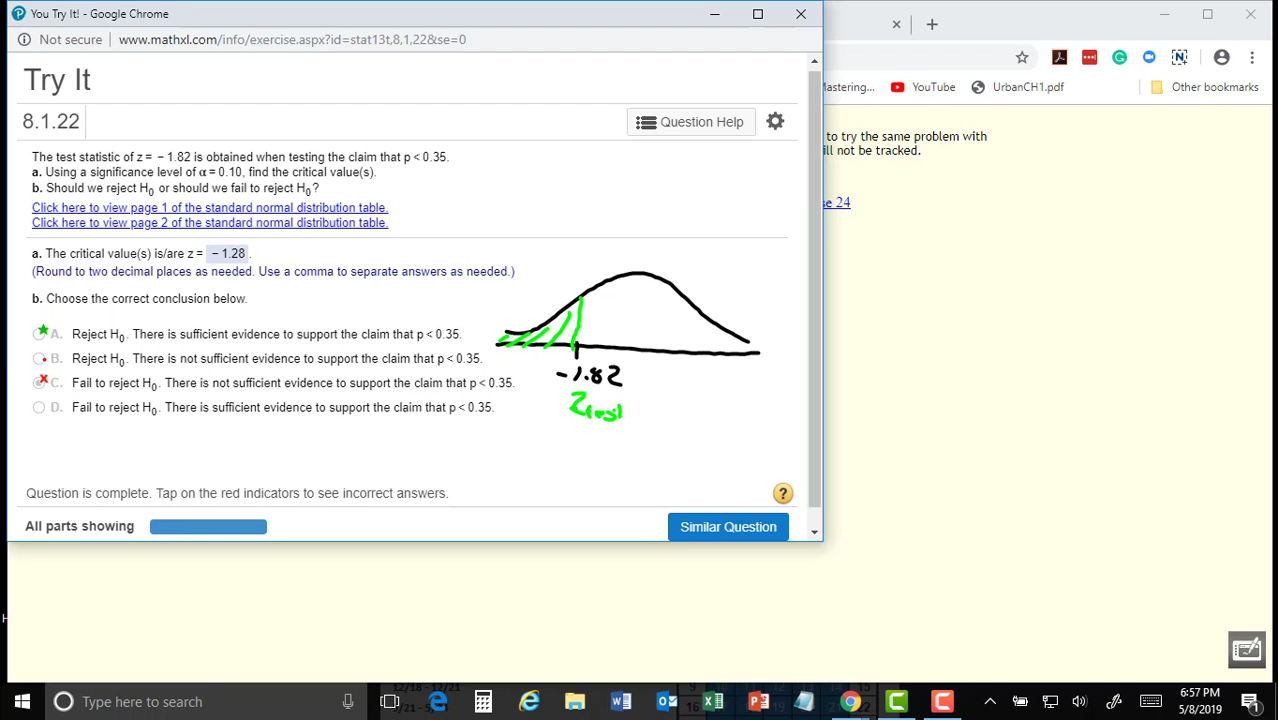 You Try It! - Google Chrome
Not secure www.mathxl.com/info/exercise.aspx?id=stat13t,8,1,22&se=0
Mastering... YouTube UrbanCH1.pdf Other bookmarks
Try It
8.1.22
Question Help
to try the same problem with
ill not be tracked.
se 24
The test statistic of z = − 1.82 is obtained when testing the claim that p < 0.35.
a. Using a significance level of α = 0.10, find the critical value(s).
b. Should we reject H0 or should we fail to reject H0?
Click here to view page 1 of the standard normal distribution table.
Click here to view page 2 of the standard normal distribution table.
a. The critical value(s) is/are z = − 1.28 .
(Round to two decimal places as needed. Use a comma to separate answers as needed.)
b. Choose the correct conclusion below.
A. Reject H0. There is sufficient evidence to support the claim that p < 0.35.
B. Reject H0. There is not sufficient evidence to support the claim that p < 0.35.
C. Fail to reject H0. There is not sufficient evidence to support the claim that p < 0.35.
D. Fail to reject H0. There is sufficient evidence to support the claim that p < 0.35.
-1.82
Question is complete. Tap on the red indicators to see incorrect answers.
?
All parts showing
Similar Question
Type here to search
12/18 - 12/21
6:57 PM
5/8/2019